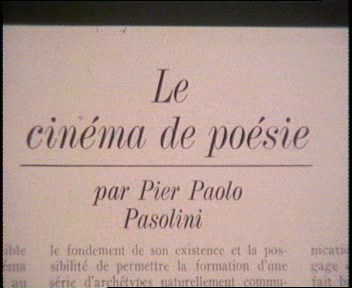 Le
cinéma de poésie
par Pier Paolo
Pasolini
le fondement de son existence et la pos-
sibilité de permettre la formation d'une
série d'archétypes naturellement commu-